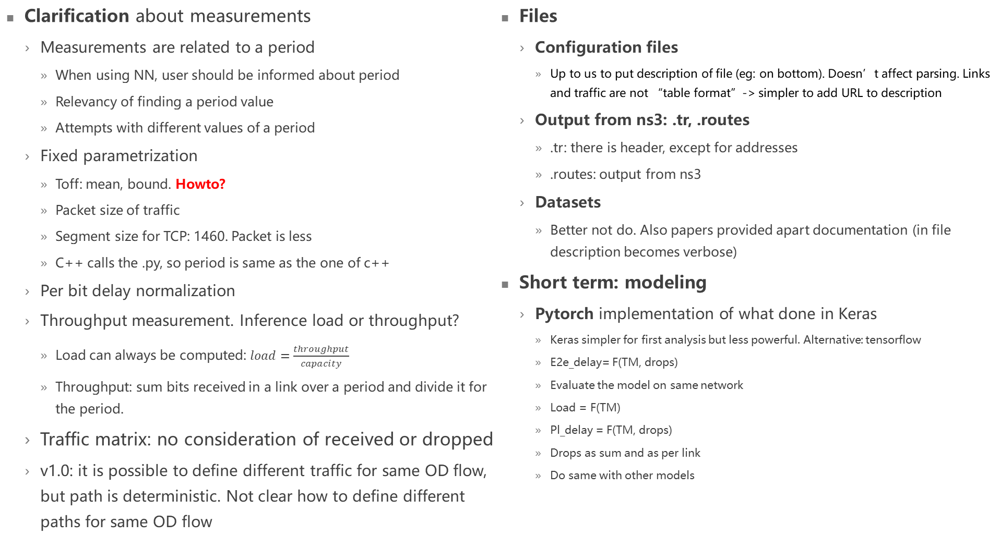 Clarification about measurements
Measurements are related to a period
When using NN, user should be informed about period
Relevancy of finding a period value
Attempts with different values of a period
Fixed parametrization
Toff: mean, bound. Howto?
Packet size of traffic
Segment size for TCP: 1460. Packet is less
C++ calls the .py, so period is same as the one of c++
Per bit delay normalization
Throughput measurement. Inference load or throughput?
Load can always be computed: load = throughput/capacity
Throughput: sum bits received in a link over a period and divide it for
the period.
Traffic matrix: no consideration of received or dropped
v1.0: it is possible to define different traffic for same OD flow,
but path is deterministic. Not clear how to define different
paths for same OD flow
Files
Configuration files
Up to us to put description of file (eg: on bottom). Doesn’t affect parsing. Links
and traffic are not “table format” -> simpler to add URL to description
Output from ns3: .tr, .routes
.tr: there is header, except for addresses
.routes: output from ns3
Datasets
Better not do. Also papers provided apart documentation (in file
description becomes verbose)
Short term: modeling
Pytorch implementation of what done in Keras
Keras simpler for first analysis but less powerful. Alternative: tensorflow
E2e_delay= F(TM, drops)
Evaluate the model on same network
Load = F(TM)
Pl_delay = F(TM, drops)
Drops as sum and as per link
Do same with other models